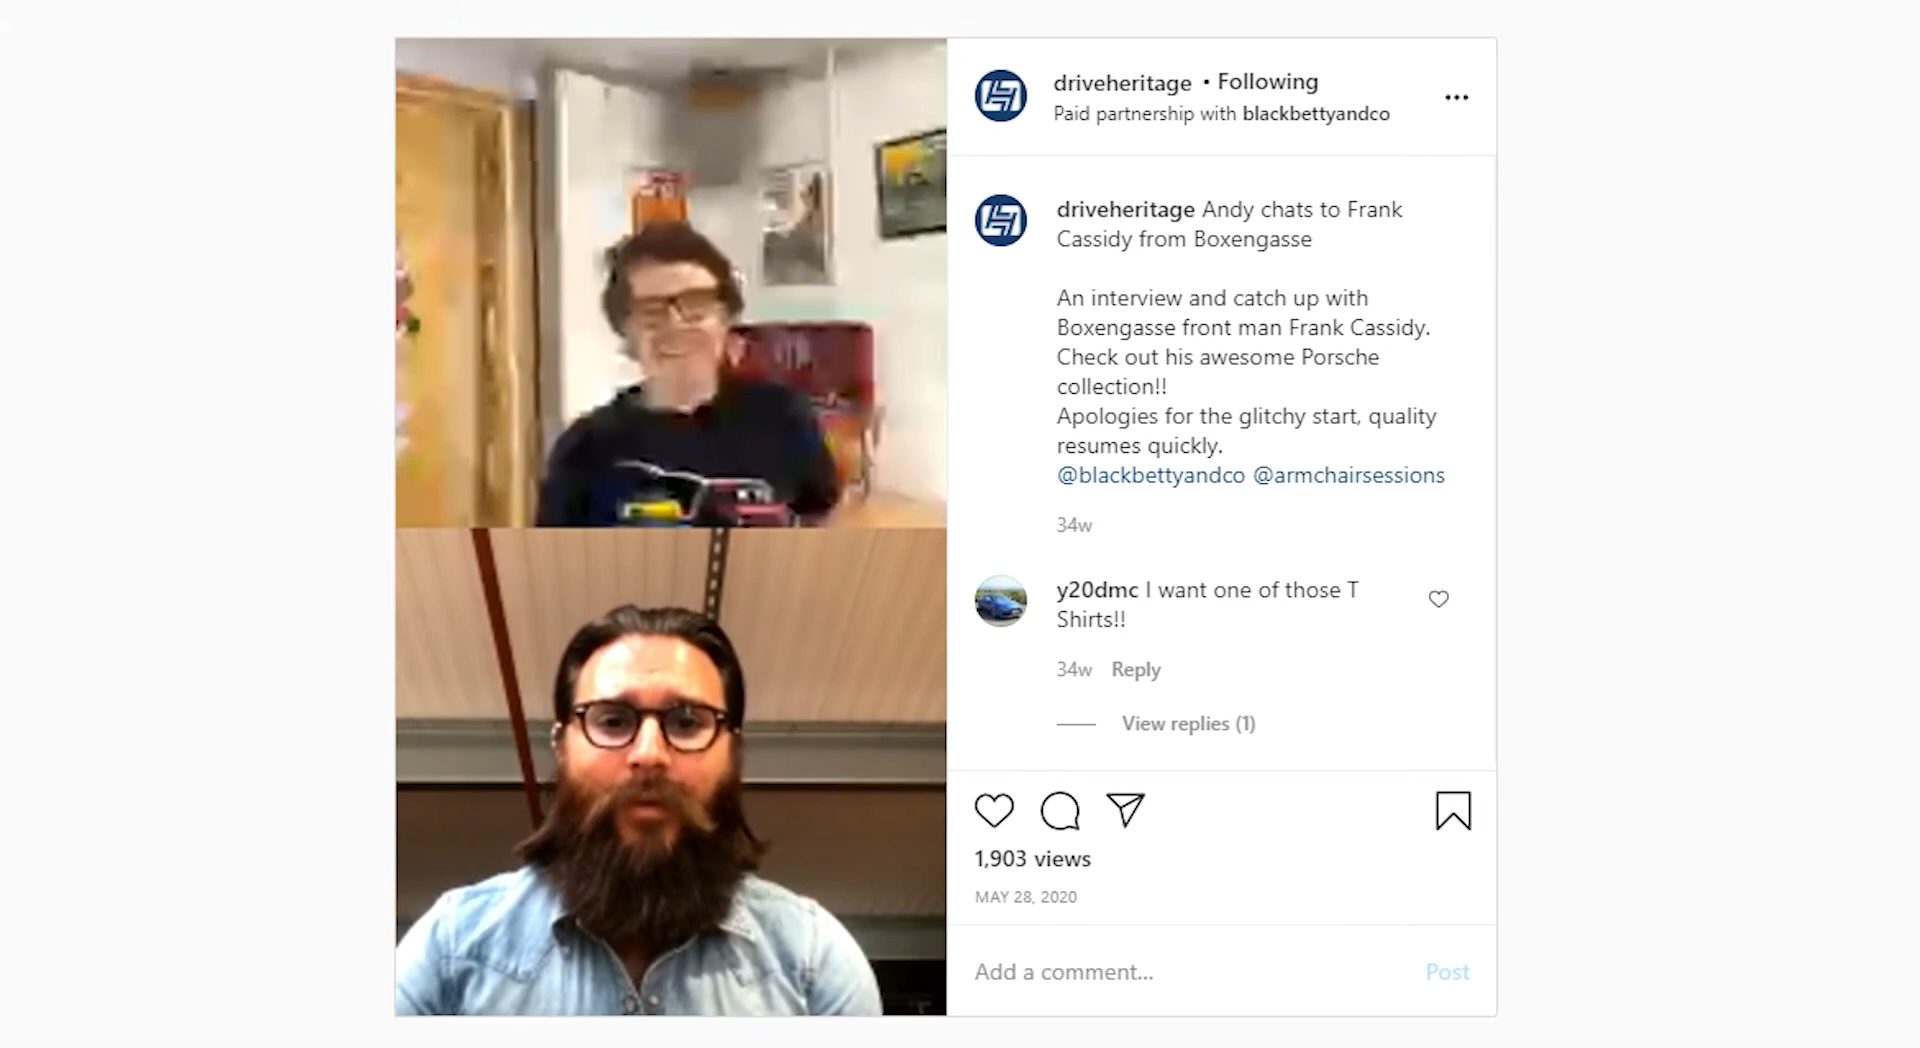 driveheritage • Following
Paid partnership with blackbettyandco
driveheritage Andy chats to Frank
Cassidy from Boxengasse
An interview and catch up with
Boxengasse front man Frank Cassidy.
Check out his awesome Porsche
collection!!
Apologies for the glitchy start, quality
resumes quickly.
@blackbettyandco @armchairsessions
34w
y20dmc I want one of those T
Shirts!!
34w Reply
View replies (1)
1,903 views
MAY 28, 2020
Add a comment... Post